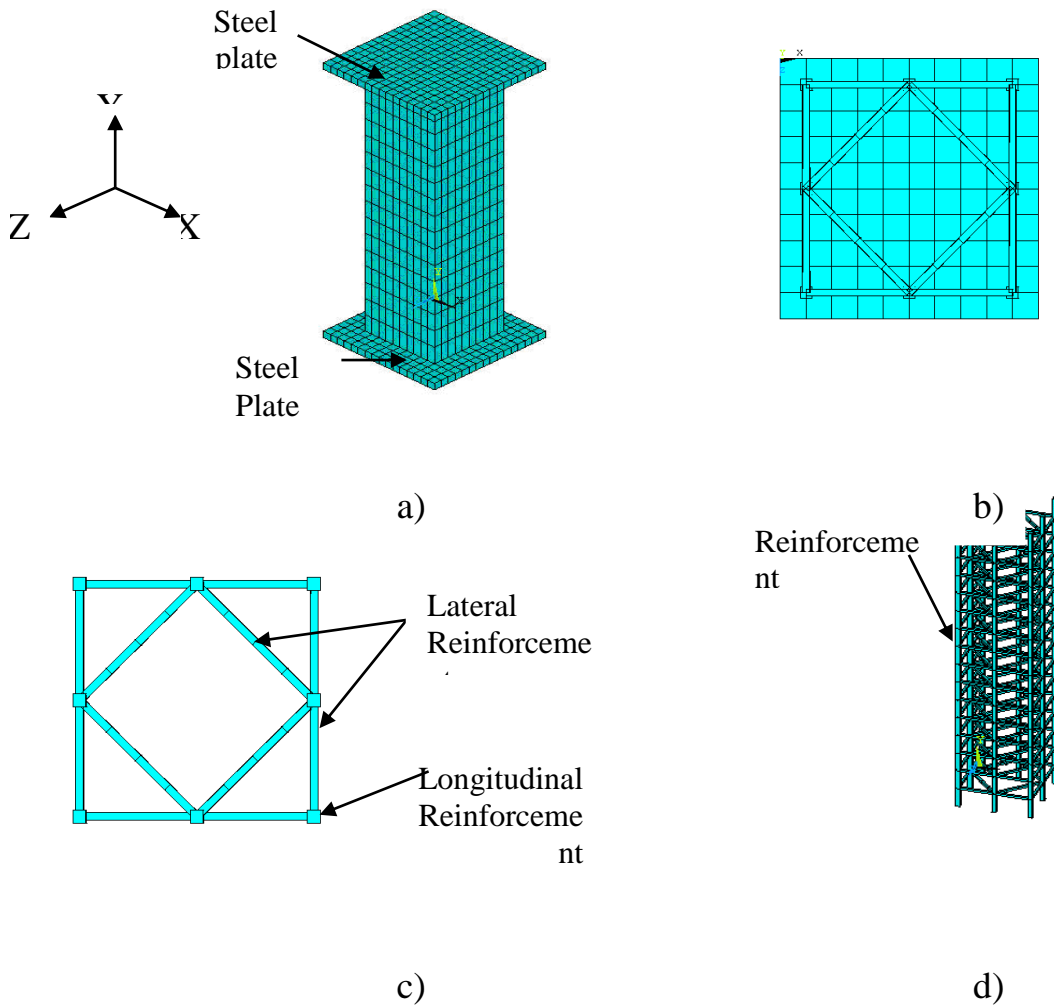 Steel
plate
Y
Z
X
Y
X
Steel
Plate
Y X
a)
b)
Reinforceme
nt
Lateral
Reinforceme
Longitudinal
Reinforceme
nt
c)
d)